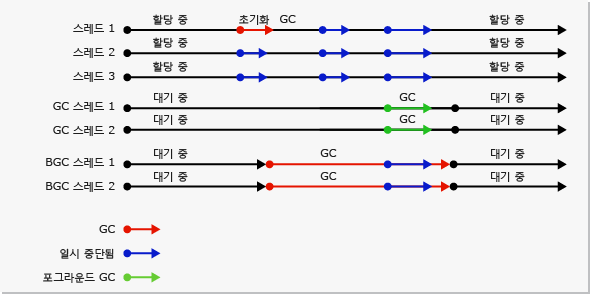 할당 중 초기화 GC 할당 중
스레드 1
할당 중 할당 중
스레드 2
할당 중 할당 중
스레드 3
대기 중 GC 대기 중
GC 스레드 1
대기 중 GC 대기 중
GC 스레드 2
대기 중 GC 대기 중
BGC 스레드 1
대기 중 GC 대기 중
BGC 스레드 2
GC
일시 중단됨
포그라운드 GC